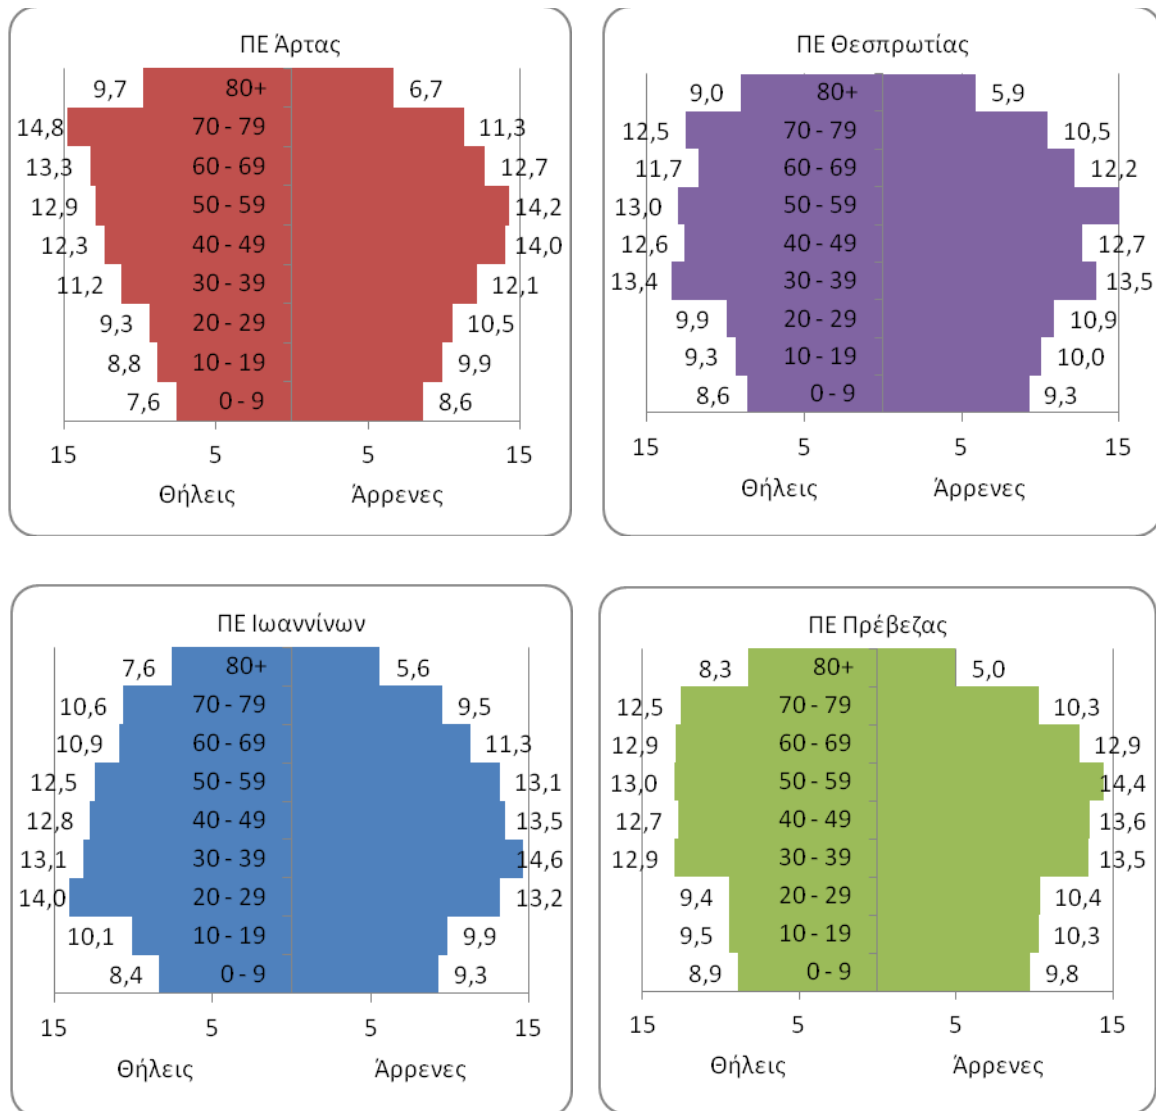 ΠΕ Άρτας
9,7 80+ 6,7
14,8 70 - 79 11,3
13,3 60 - 69 12,7
12,9 50 - 59 14,2
12,3 40 - 49 14,0
11,2 30 - 39 12,1
9,3 20 - 29 10,5
8,8 10 - 19 9,9
7,6 0 - 9 8,6
15 5 5 15
Θήλεις Άρρενες
ΠΕ Θεσπρωτίας
9,0 80+ 5,9
12,5 70 - 79 10,5
11,7 60 - 69 12,2
13,0 50 - 59
12,6 40 - 49 12,7
13,4 30 - 39 13,5
9,9 20 - 29 10,9
9,3 10 - 19 10,0
8,6 0 - 9 9,3
15 5 5 15
Θήλεις Άρρενες
ΠΕ Ιωαννίνων
7,6 80+ 5,6
10,6 70 - 79 9,5
10,9 60 - 69 11,3
12,5 50 - 59 13,1
12,8 40 - 49 13,5
13,1 30 - 39 14,6
14,0 20 - 29 13,2
10,1 10 - 19 9,9
8,4 0 - 9 9,3
15 5 5 15
Θήλεις Άρρενες
ΠΕ Πρέβεζας
8,3 80+ 5,0
12,5 70 - 79 10,3
12,9 60 - 69 12,9
13,0 50 - 59 14,4
12,7 40 - 49 13,6
12,9 30 - 39 13,5
9,4 20 - 29 10,4
9,5 10 - 19 10,3
8,9 0 - 9 9,8
15 5 5 15
Θήλεις Άρρενες